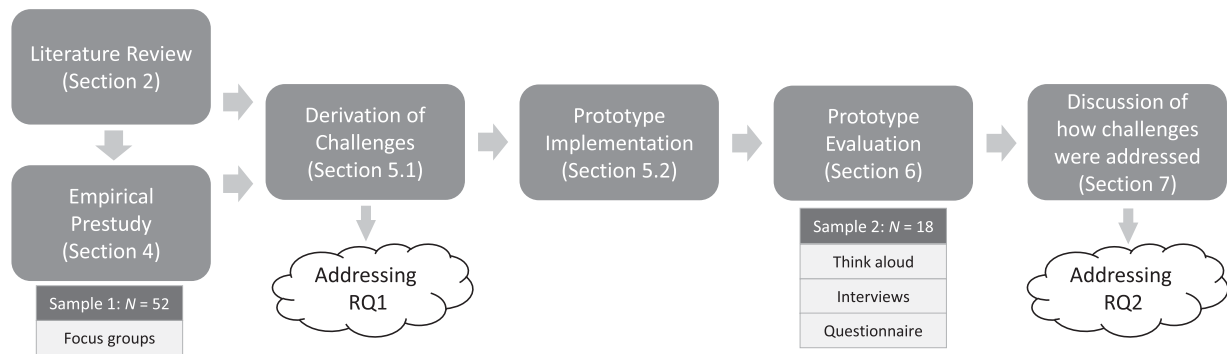 Literature Review
(Section 2)
Empirical
Prestudy
(Section 4)
Sample 1: N = 52
Focus groups
Derivation of
Challenges
(Section 5.1)
Addressing
RQ1
Prototype
Implementation
(Section 5.2)
Prototype
Evaluation
(Section 6)
Sample 2: N = 18
Think aloud
Interviews
Questionnaire
Discussion of
how challenges
were addressed
(Section 7)
Addressing
RQ2